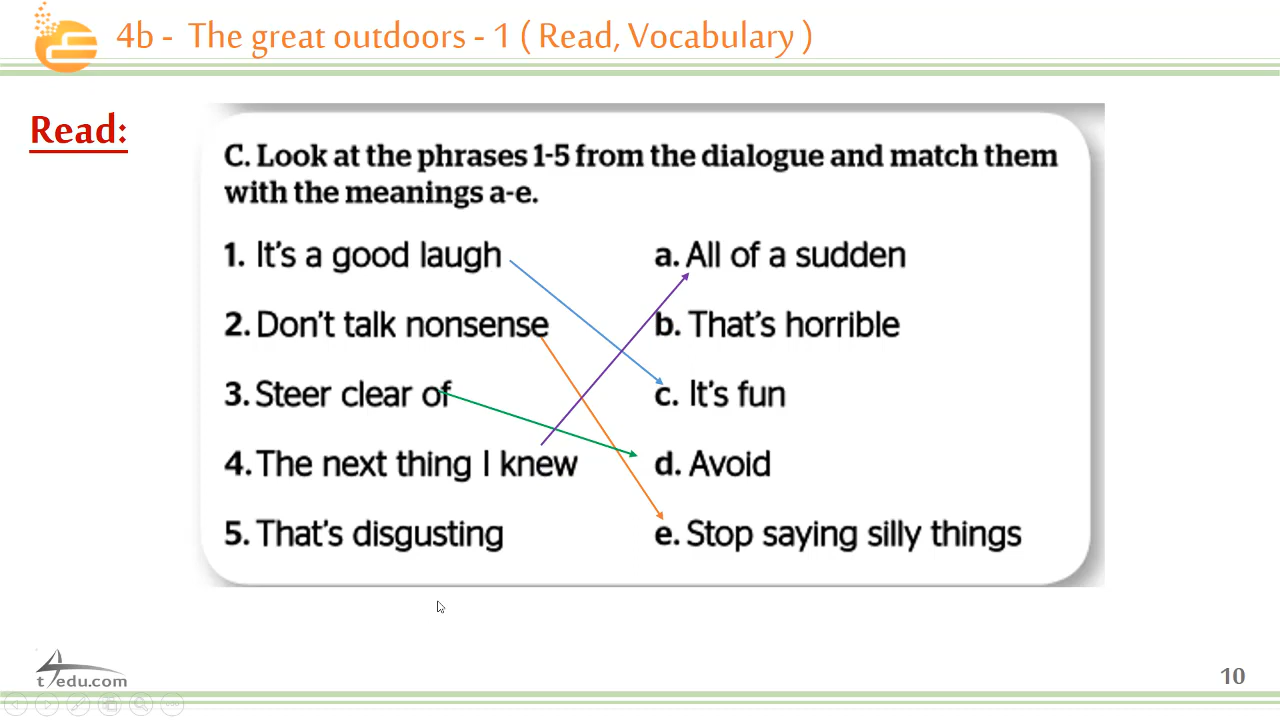 4b - The great outdoors - 1 ( Read, Vocabulary )
Read:
C. Look at the phrases 1-5 from the dialogue and match them
with the meanings a-e.
1. It's a good laugh
a. All of a sudden
2. Don't talk nonsense
b. That's horrible
3. Steer clear of
c. It's fun
4. The next thing I knew
d. Avoid
5. That's disgusting
e. Stop saying silly things
t4edu.com
10